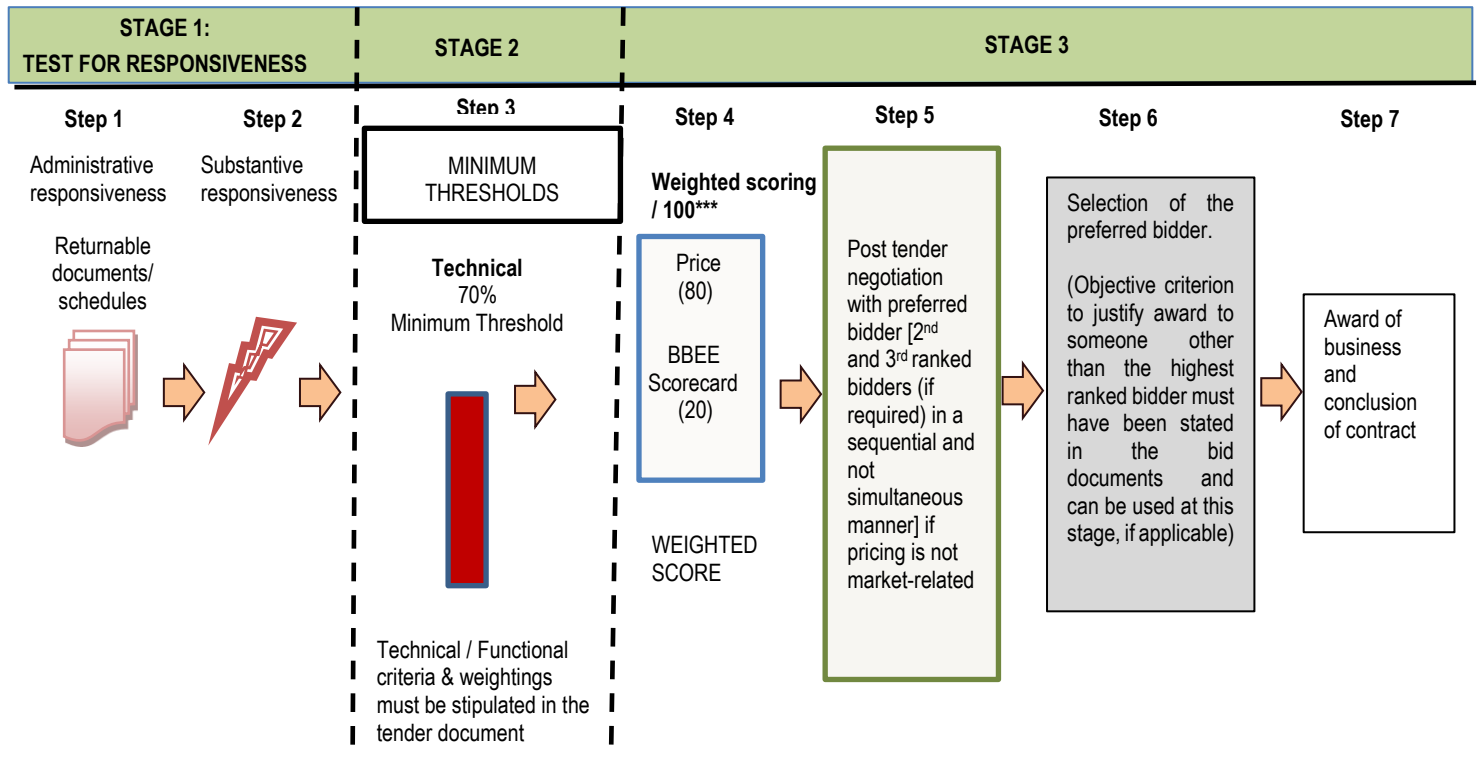 STAGE 1:
TEST FOR RESPONSIVENESS
STAGE 2
STAGE 3
Step 1
Administrative
responsiveness
Returnable
documents/
schedules
Step 2
Substantive
responsiveness
Step 3
MINIMUM
THRESHOLDS
Technical
70%
Minimum Threshold
Technical / Functional
criteria & weightings
must be stipulated in the
tender document
Step 4
Weighted scoring
/ 100***
Price
(80)
BBEE
Scorecard
(20)
WEIGHTED
SCORE
Step 5
Post tender
negotiation
with preferred
bidder [2nd
and 3rd ranked
bidders (if
required) in a
sequential and
not
simultaneous
manner] if
pricing is not
market-related
Step 6
Selection of the
preferred bidder.
(Objective criterion
to justify award to
someone other
than the highest
ranked bidder must
have been stated
in the bid
documents and
can be used at this
stage, if applicable)
Step 7
Award of
business
and
conclusion
of contract